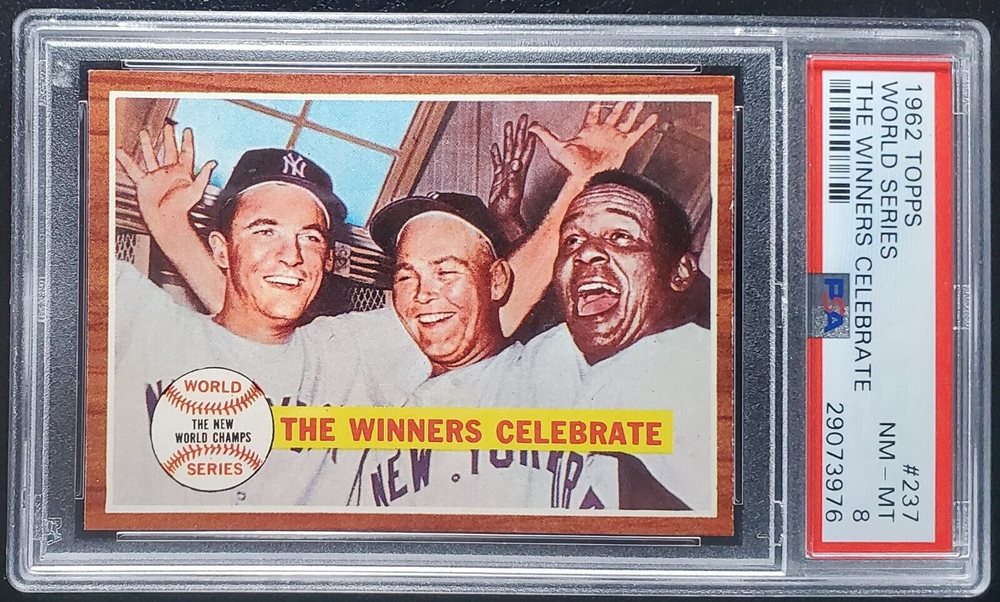 NY
WORLD
THE NEW
WORLD CHAMPS
SERIES
THE WINNERS CELEBRATE
NEW YORK
1962 TOPPS
WORLD SERIES
THE WINNERS CELEBRATE
#237
NM-MT
8
29073976
PSA